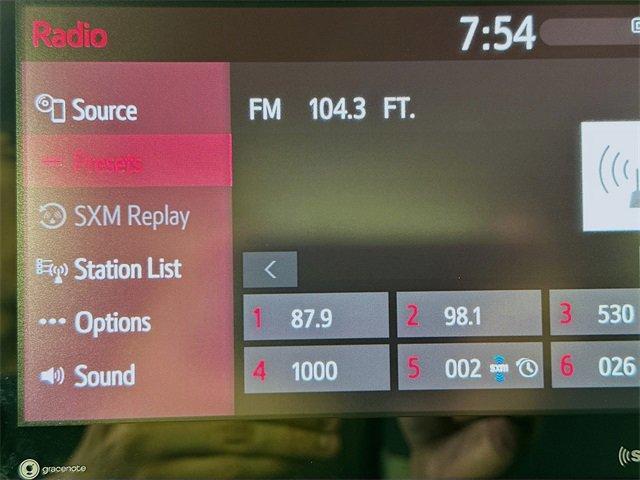 Radio
7:54
Source
FM 104.3 FT.
Presets
SXM Replay
Station List
Options
1 87.9
2 98.1
3 530
Sound
4 1000
5 002 sxm
6 026
gracenote